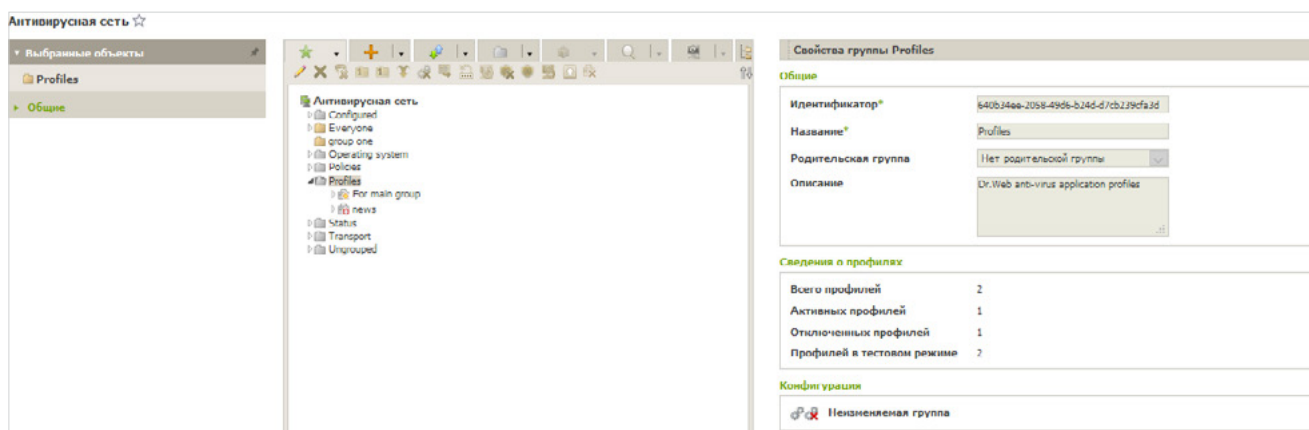 Антивирусная сеть
Выбранные объекты
Profiles
Общие
Антивирусная сеть
Configured
Everyone
group one
Operating system
Policies
Profiles
For main group
news
Status
Transport
Ungrouped
Свойства группы Profiles
Общие
Идентификатор* 640b34ee-2058-49d6-b24d-d7cb239cfa3d
Название* Profiles
Родительская группа Нет родительской группы
Описание Dr.Web anti-virus application profiles
Сведения о профилях
Всего профилей 2
Активных профилей 1
Отключенных профилей 1
Профилей в тестовом режиме 2
Конфигурация
Неизменяемая группа